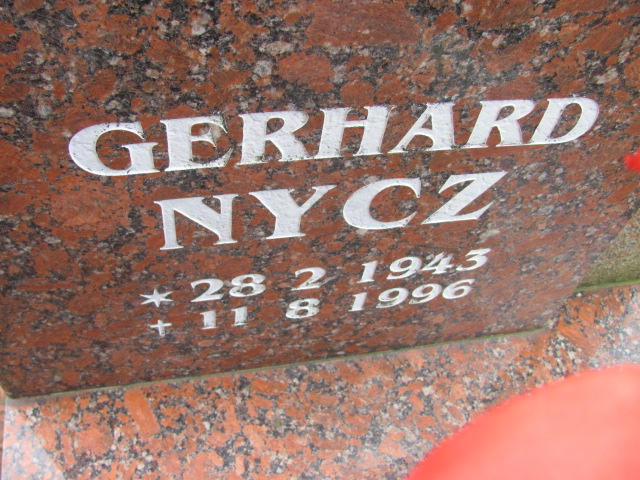 GERHARD
NYCZ
* 28 2 1943
+ 11 8 1996